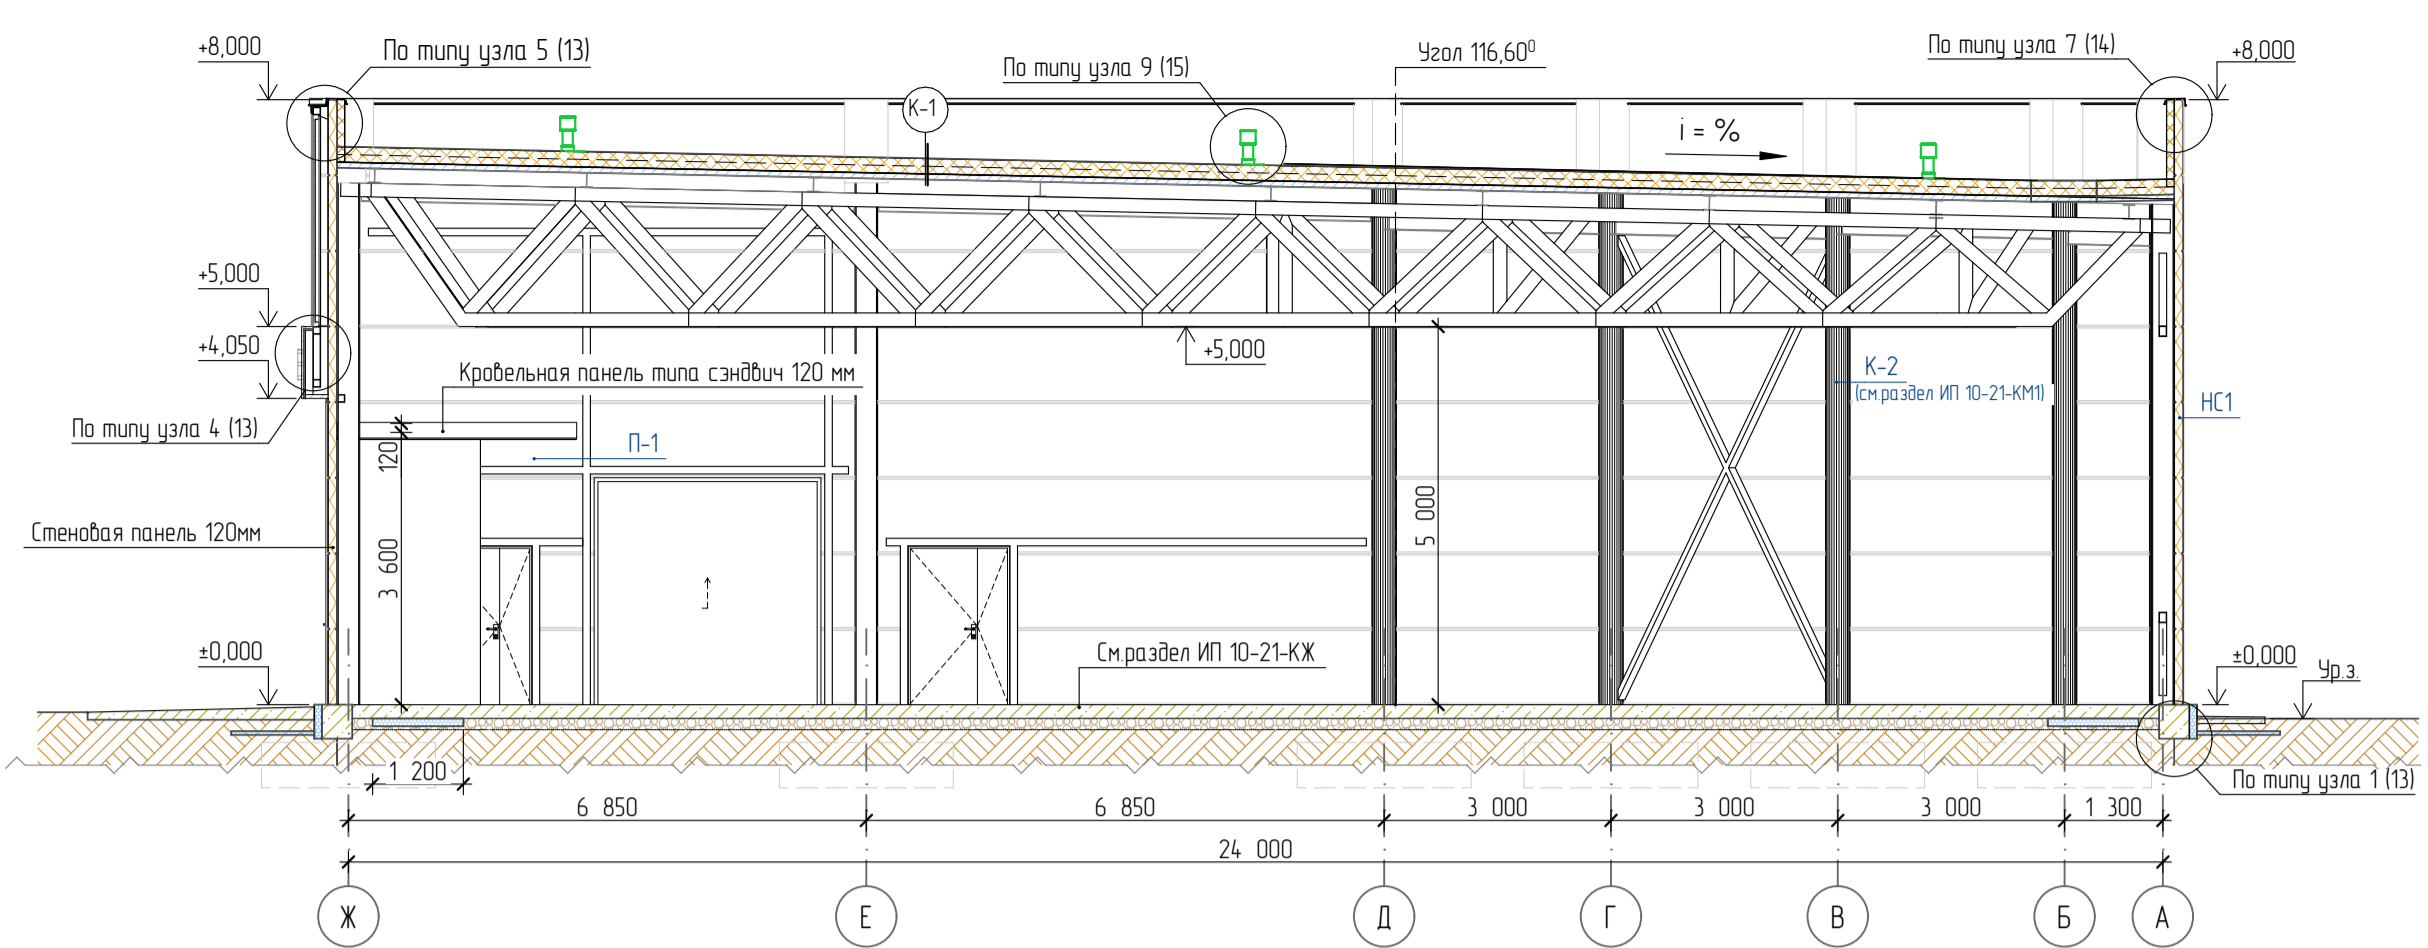 +8,000
По типу узла 5 (13)
По типу узла 9 (15)
Угол 116,60⁰
По типу узла 7 (14)
+8,000
К-1
i = %
+5,000
+4,050
+5,000
Кровельная панель типа сэндвич 120 мм
К-2
(см.раздел ИП 10-21-КМ1)
НС1
По типу узла 4 (13)
П-1
120
Стеновая панель 120мм
3 600
5 000
±0,000
См.раздел ИП 10-21-КЖ
±0,000
Ур.з.
1 200
По типу узла 1 (13)
6 850
6 850
3 000
3 000
3 000
1 300
24 000
Ж
Е
Д
Г
В
Б
А